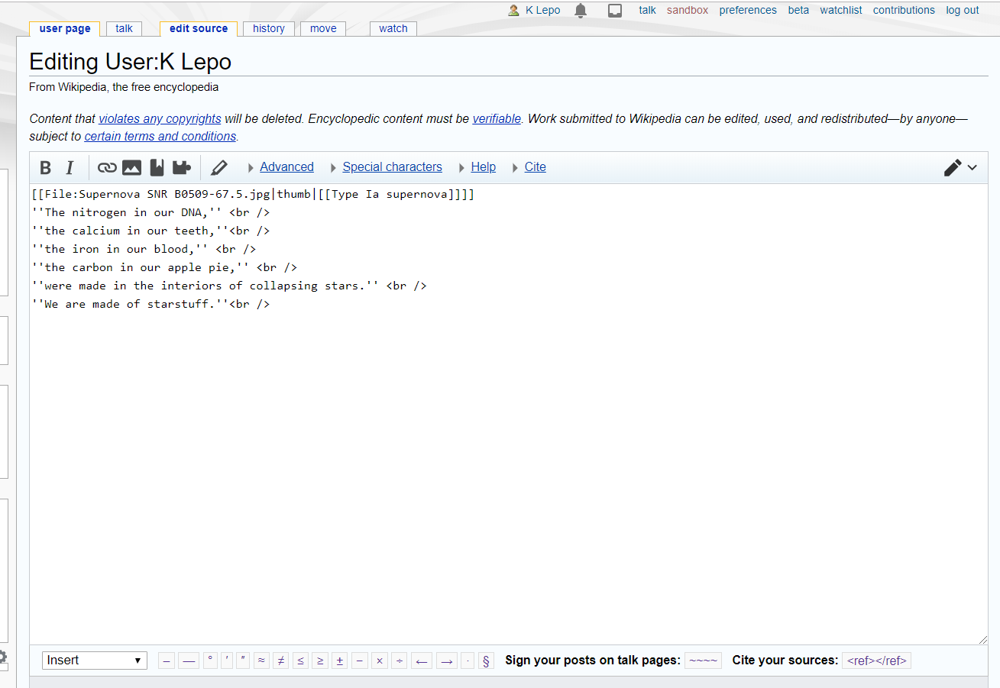 K Lepo talk sandbox preferences beta watchlist contributions log out
user page talk edit source history move watch
Editing User:K Lepo
From Wikipedia, the free encyclopedia
Content that violates any copyrights will be deleted. Encyclopedic content must be verifiable. Work submitted to Wikipedia can be edited, used, and redistributed—by anyone—
subject to certain terms and conditions.
B I Advanced Special characters Help Cite
[[File:Supernova SNR B0509-67.5.jpg|thumb|[[Type Ia supernova]]]]
''The nitrogen in our DNA,'' <br />
''the calcium in our teeth,''<br />
''the iron in our blood,'' <br />
''the carbon in our apple pie,'' <br />
''were made in the interiors of collapsing stars.'' <br />
''We are made of starstuff.''<br />
Insert – — ° ′ ″ ≈ ≠ ≤ ≥ ± − × ÷ ← → · § Sign your posts on talk pages: ~~~~ Cite your sources: <ref></ref>